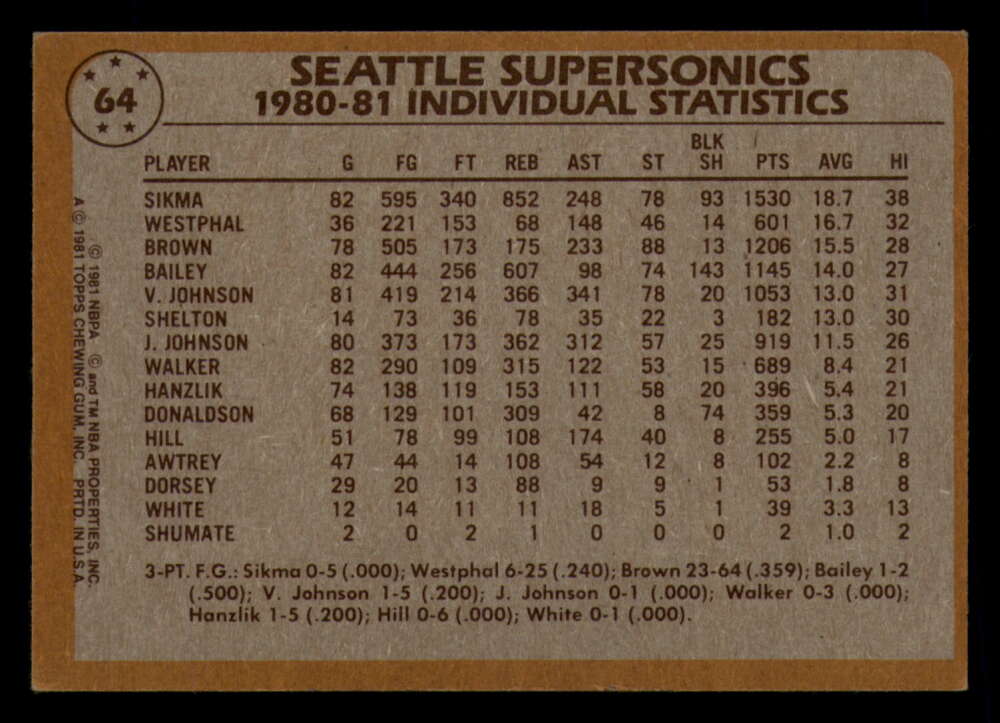 64
SEATTLE SUPERSONICS
1980-81 INDIVIDUAL STATISTICS
PLAYER G FG FT REB AST ST BLK SH PTS AVG HI
SIKMA 82 595 340 852 248 78 93 1530 18.7 38
WESTPHAL 36 221 153 68 148 46 14 601 16.7 32
BROWN 78 505 173 175 233 88 13 1206 15.5 28
BAILEY 82 444 256 607 98 74 143 1145 14.0 27
V. JOHNSON 81 419 214 366 341 78 20 1053 13.0 31
SHELTON 14 73 36 78 35 22 3 182 13.0 30
J. JOHNSON 80 373 173 362 312 57 25 919 11.5 26
WALKER 82 290 109 315 122 53 15 689 8.4 21
HANZLIK 74 138 119 153 111 58 20 396 5.4 21
DONALDSON 68 129 101 309 42 8 74 359 5.3 20
HILL 51 78 99 108 174 40 8 255 5.0 17
AWTREY 47 44 14 108 54 12 8 102 2.2 8
DORSEY 29 20 13 88 9 9 1 53 1.8 8
WHITE 12 14 11 11 18 5 1 39 3.3 13
SHUMATE 2 0 2 1 0 0 0 2 1.0 2
3-PT. F.G.: Sikma 0-5 (.000); Westphal 6-25 (.240); Brown 23-64 (.359); Bailey 1-2
(.500); V. Johnson 1-5 (.200); J. Johnson 0-1 (.000); Walker 0-3 (.000);
Hanzlik 1-5 (.200); Hill 0-6 (.000); White 0-1 (.000).
© 1981 NBPA © and TM NBA PROPERTIES, INC.
A © 1981 TOPPS CHEWING GUM, INC. PRTD. IN U.S.A.